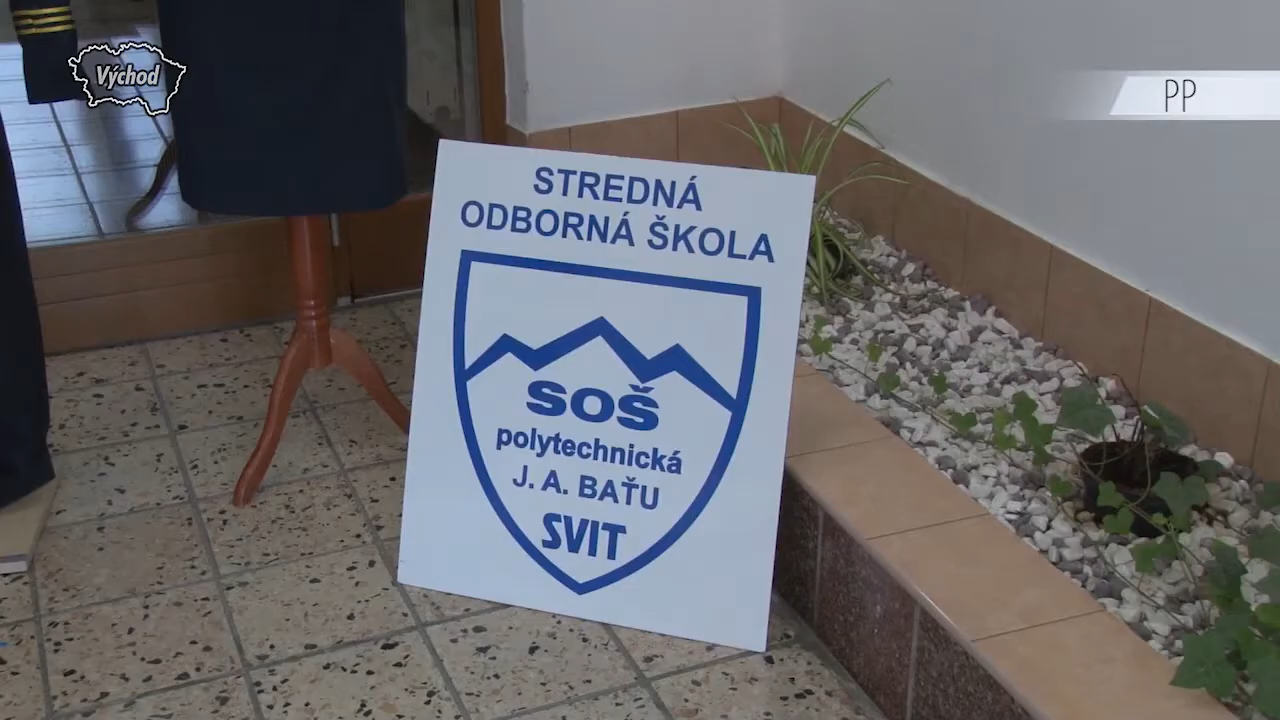 Východ
PP
STREDNÁ
ODBORNÁ ŠKOLA
SOŠ
polytechnická
J. A. BAŤU
SVIT